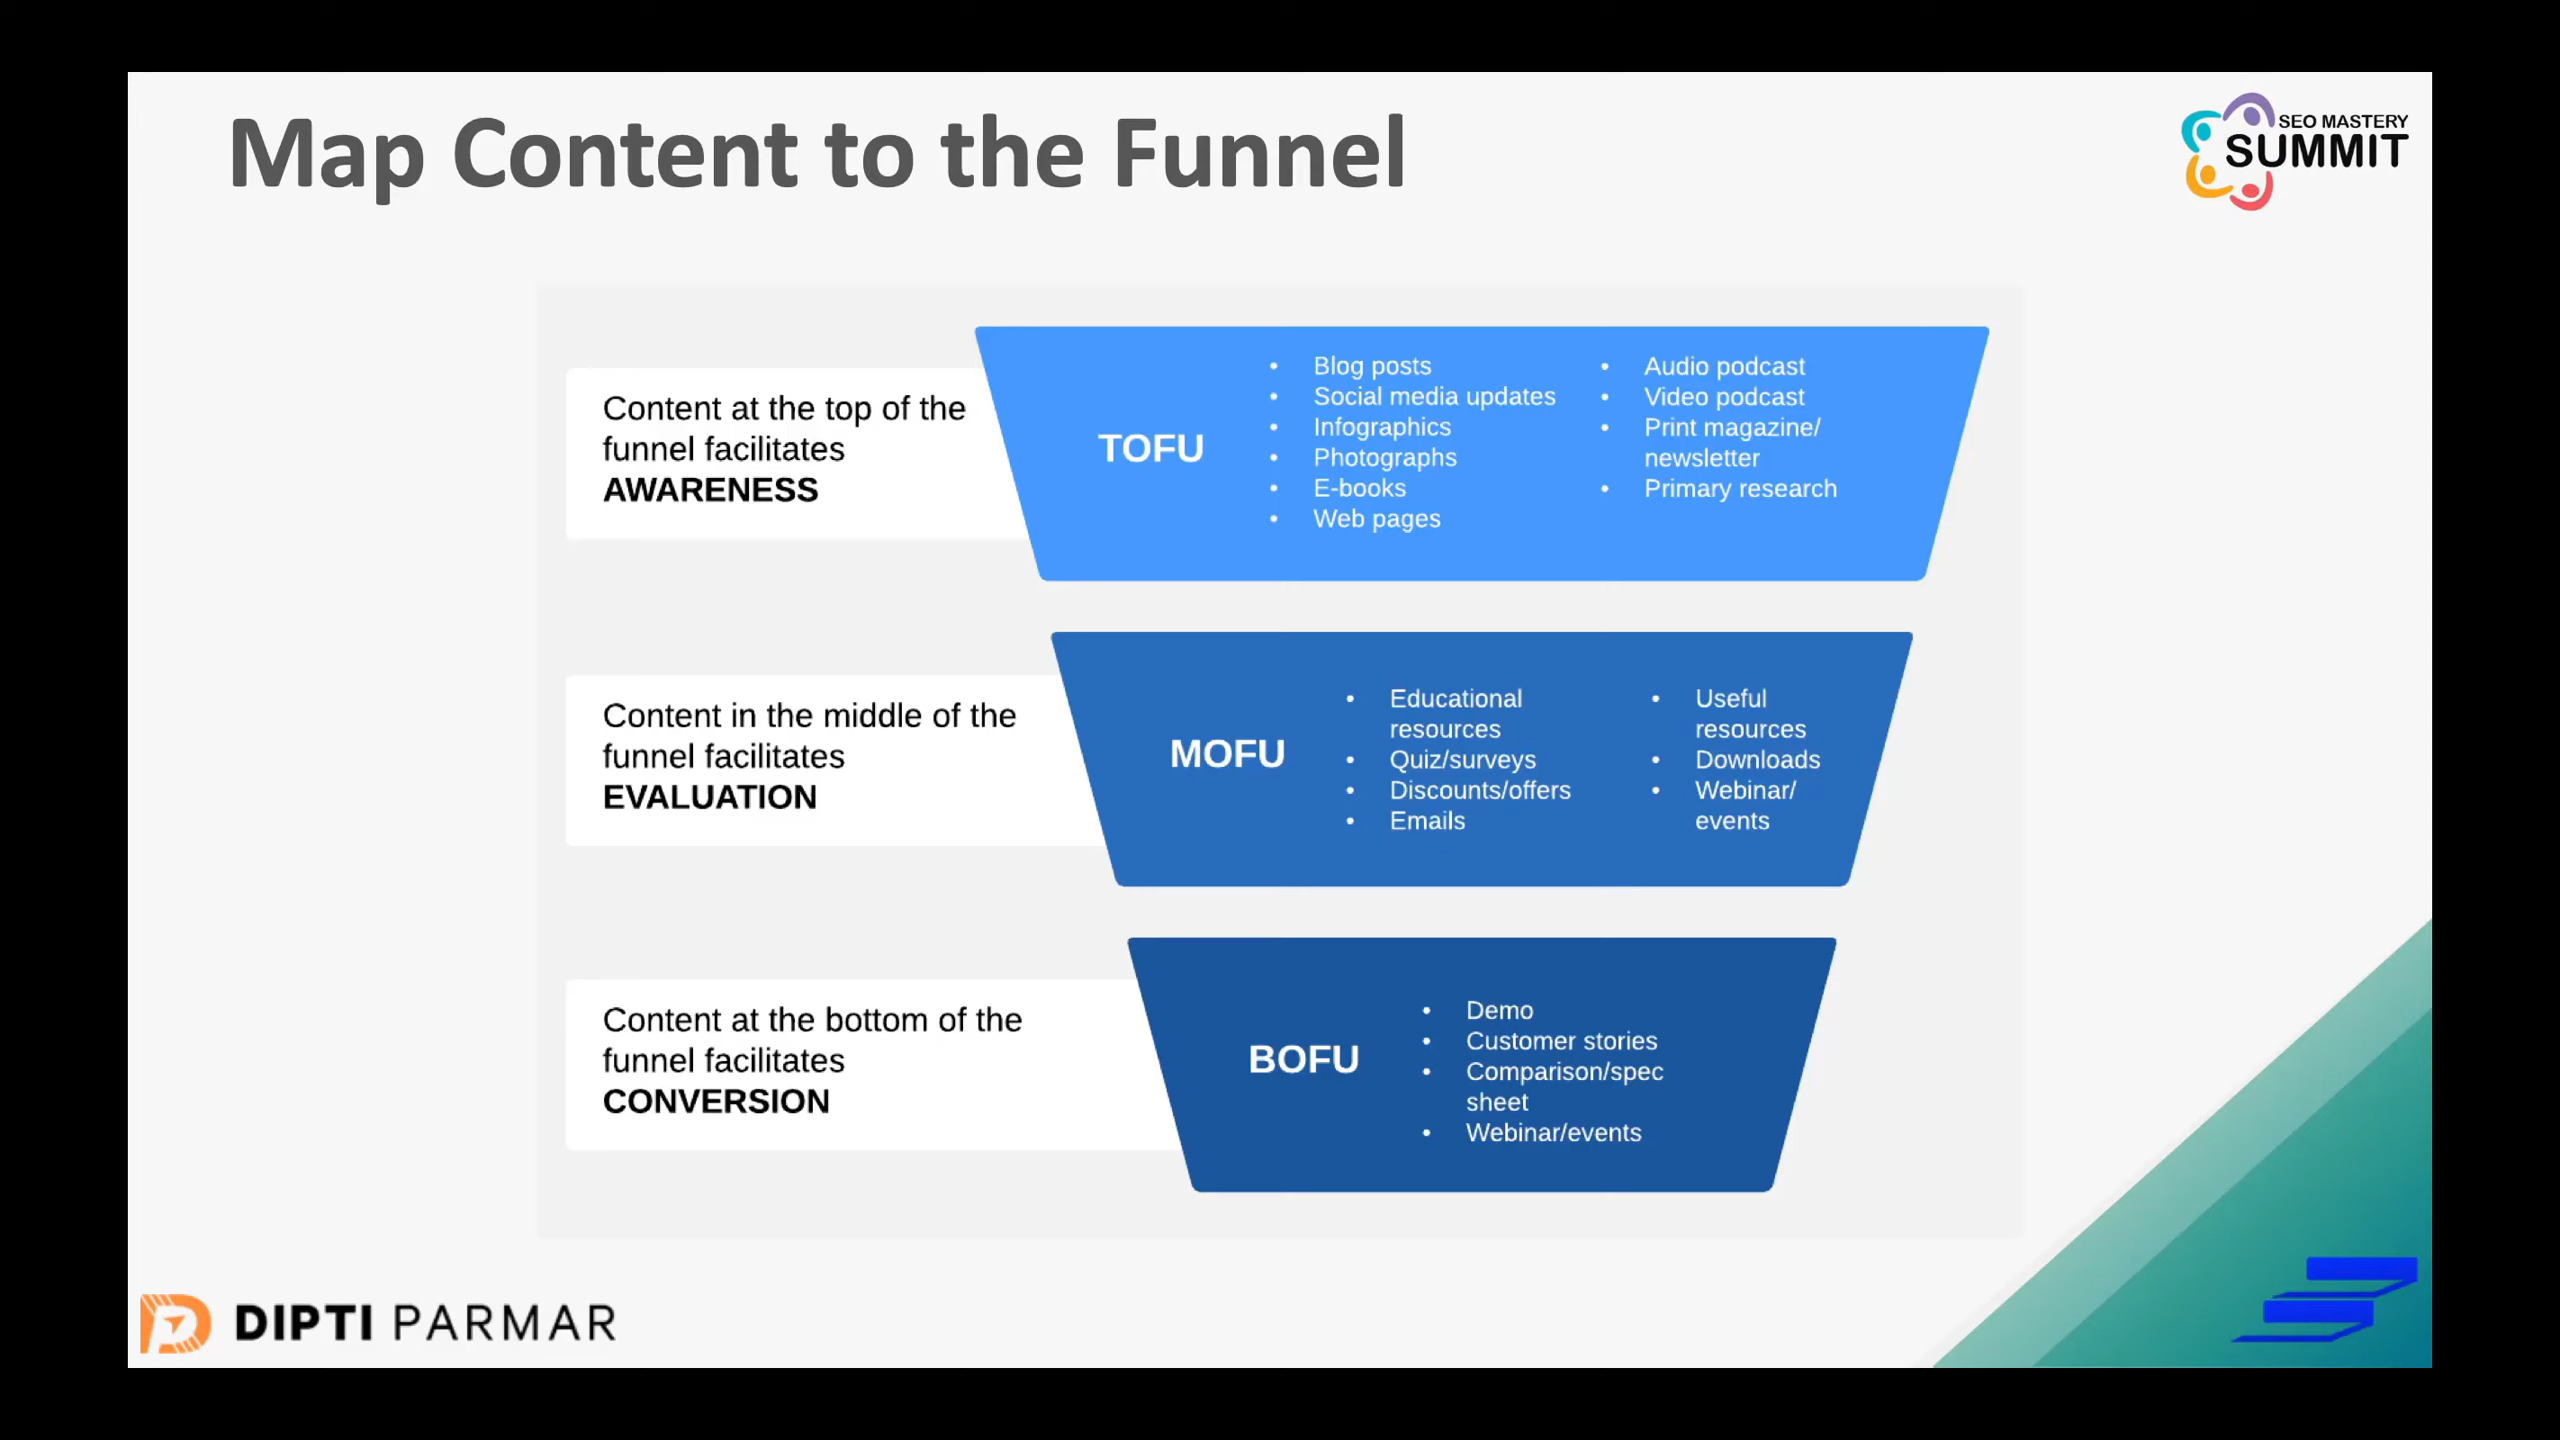 Map Content to the Funnel
SEO MASTERY
SUMMIT
Content at the top of the
funnel facilitates
AWARENESS
TOFU
• Blog posts
• Social media updates
• Infographics
• Photographs
• E-books
• Web pages
• Audio podcast
• Video podcast
• Print magazine/
newsletter
• Primary research
Content in the middle of the
funnel facilitates
EVALUATION
MOFU
• Educational
resources
• Quiz/surveys
• Discounts/offers
• Emails
• Useful
resources
• Downloads
• Webinar/
events
Content at the bottom of the
funnel facilitates
CONVERSION
BOFU
• Demo
• Customer stories
• Comparison/spec
sheet
• Webinar/events
DIPTI PARMAR